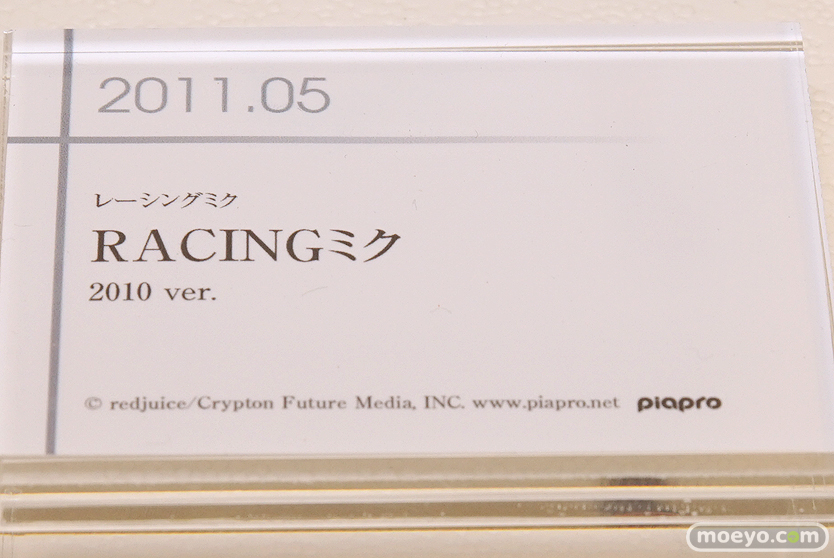 2011.05
レーシングミク
RACINGミク
2010 ver.
© redjuice/Crypton Future Media, INC. www.piapro.net piapro
moeyo.com